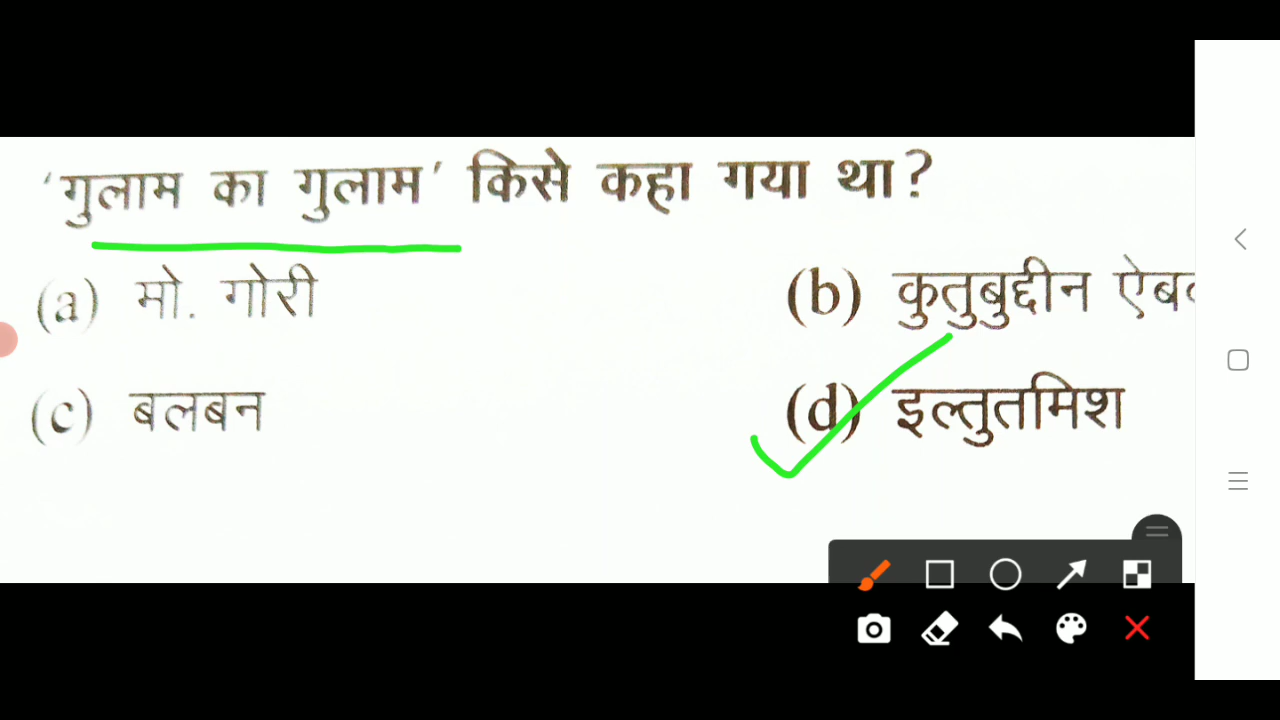 'गुलाम का गुलाम' किसे कहा गया था?
(a) मो. गोरी (b) कुतुबुद्दीन
(c) बलबन (d) इल्तुतमिश